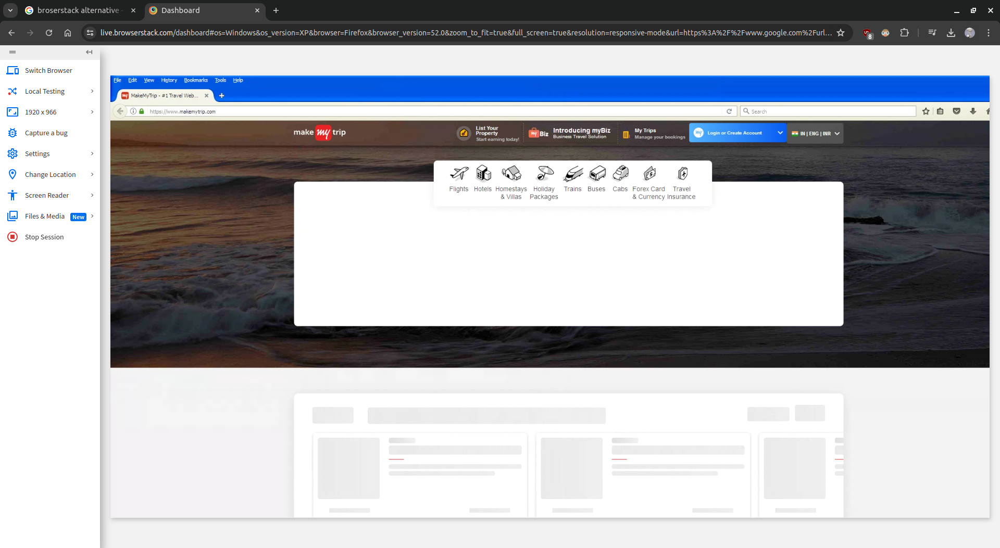 broserstack alternative
Dashboard
live.browserstack.com/dashboard#os=Windows&os_version=XP&browser=Firefox&browser_version=52.0&zoom_to_fit=true&full_screen=true&resolution=responsive-mode&url=https%3A%2F%2Fwww.google.com%2Furl...
8
Switch Browser
Local Testing
1920 x 966
Capture a bug
Settings
Change Location
Screen Reader
Files & Media New
Stop Session
File Edit View History Bookmarks Tools Help
my MakeMyTrip - #1 Travel Web...
https://www.makemytrip.com
Search
make my trip
List Your
Property
Start earning today!
my Biz
Introducing myBiz
Business Travel Solution
My Trips
Manage your bookings
my Login or Create Account
IN | ENG | INR
Flights
Hotels
Homestays
& Villas
Holiday
Packages
Trains
Buses
Cabs
Forex Card
& Currency
Travel
Insurance